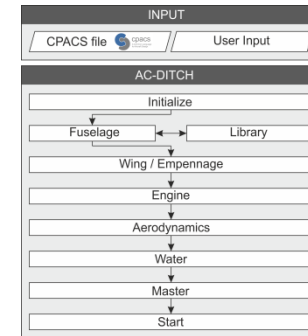 INPUT
CPACS file cpacs User Input
AC-DITCH
Initialize
Fuselage Library
Wing / Empennage
Engine
Aerodynamics
Water
Master
Start